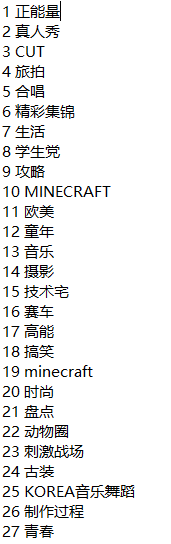 1 正能量
2 真人秀
3 CUT
4 旅拍
5 合唱
6 精彩集锦
7 生活
8 学生党
9 攻略
10 MINECRAFT
11 欧美
12 童年
13 音乐
14 摄影
15 技术宅
16 赛车
17 高能
18 搞笑
19 minecraft
20 时尚
21 盘点
22 动物圈
23 刺激战场
24 古装
25 KOREA音乐舞蹈
26 制作过程
27 青春